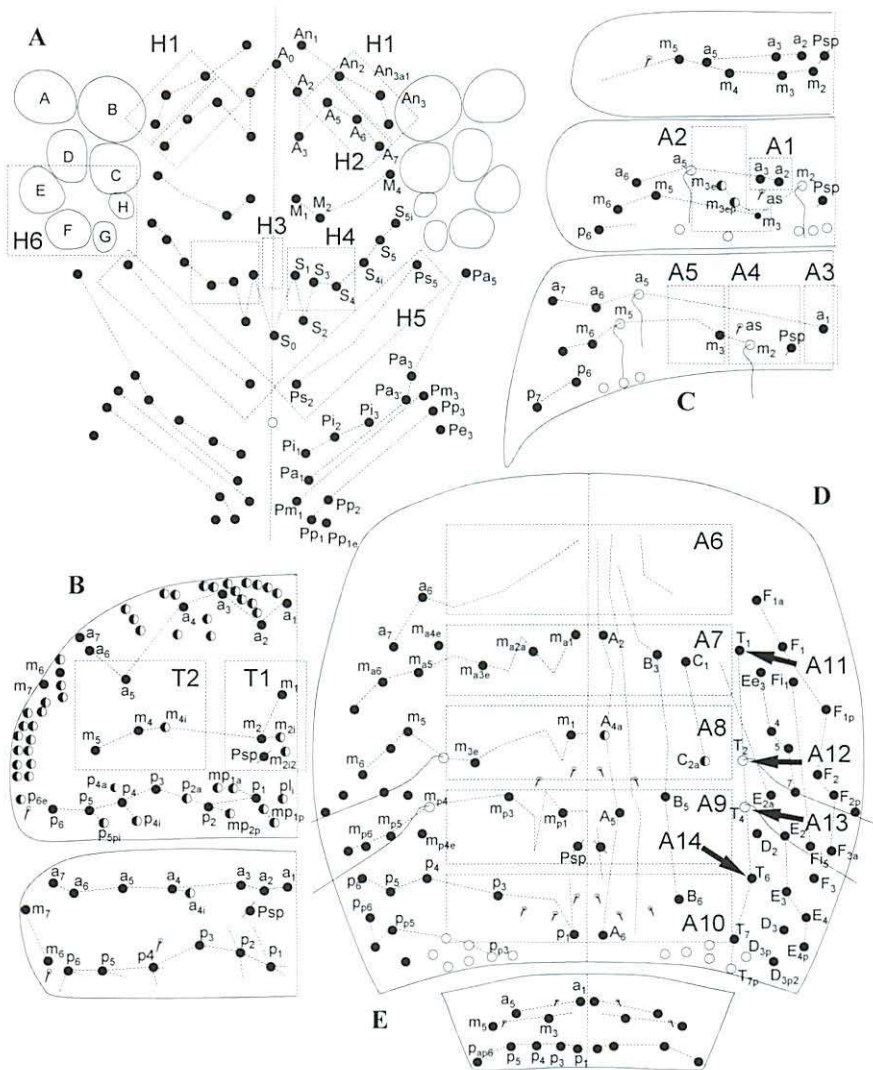 A
H1
An₁
H1
A₀
An₂
An₃ₐ₁
A₂
An₃
A₅
A₆
A₃
H2
A₇
M₄
M₁
M₂
A
B
D
C
E
H
F
G
H6
H3
H4
S₅ᵢ
S₅
S₁
S₃
S₄ᵢ
S₄
Ps₅
Pa₅
S₂
S₀
H5
Ps₂
Pa₃
Pa₃
Pm₃
Pp₃
Pe₃
Pi₃
Pi₂
Pi₁
Pa₁
Pm₁
Pp₂
Pp₁
Pp₁ₑ
m₅
a₅
a₃
a₂
Psp
m₄
m₃
m₂
A2
A1
a₆
a₅
m₃ₑ
a₃
a₂
m₂
m₆
m₅
m₃ₑₚ
as
Psp
m₃
p₆
A5
A4
A3
a₇
a₆
a₅
m₅
as
a₁
m₆
m₃
m₂
Psp
p₇
p₆
C
B
a₄
a₃
a₁
a₂
a₇
a₆
m₆
m₇
a₅
T2
T1
m₁
m₅
m₄
m₄ᵢ
m₂
m₂ᵢ
Psp
m₂ᵢ₂
p₆ₑ
p₄ₐ
p₃
mp₁ₐ
p₁
pl₁
p₆
p₅
p₄
p₂ₐ
p₂
p₅ₚᵢ
p₄ᵢ
mp₂ₚ
mp₁ₚ
a₇
a₆
a₅
a₄
a₃
a₂
a₁
a₄ᵢ
Psp
m₇
m₆
p₆
p₅
p4
p₃
p₂
p₁
D
A6
a₆
F₁ₐ
a₇
mₐ₄ₑ
mₐ₂ₐ
mₐ₁
A₂
A7
C₁
T₁
F₁
mₐ₆
mₐ₅
mₐ₃ₑ
B₃
A11
Ee₃
Fi₁
m₅
m₁
A₄ₐ
A8
T₂
4
F₁ₚ
m₆
m₃ₑ
C₂ₐ
5
A12
F₂
mₚ₄
mₚ₃
mₚ₁
A₅
B₅
A9
T₄
E₂ₐ
7
F₂ₚ
A13
mₚ₆
mₚ₅
mₚ₄ₑ
Psp
A14
D₂
E₂
Fi₅
F₃ₐ
p₆
p₅
p₄
p₃
B₆
T₆
E₃
F₃
pₚ₆
pₚ₅
p₁
A₆
A10
T₇
D₃
E₄
pₚ₃
D₃ₚ
E₄ₚ
T₇ₚ
D₃ₚ₂
E
a₁
a₅
m₅
m₃
pₐₚ₆
p₅
p₄
p₃
p₁